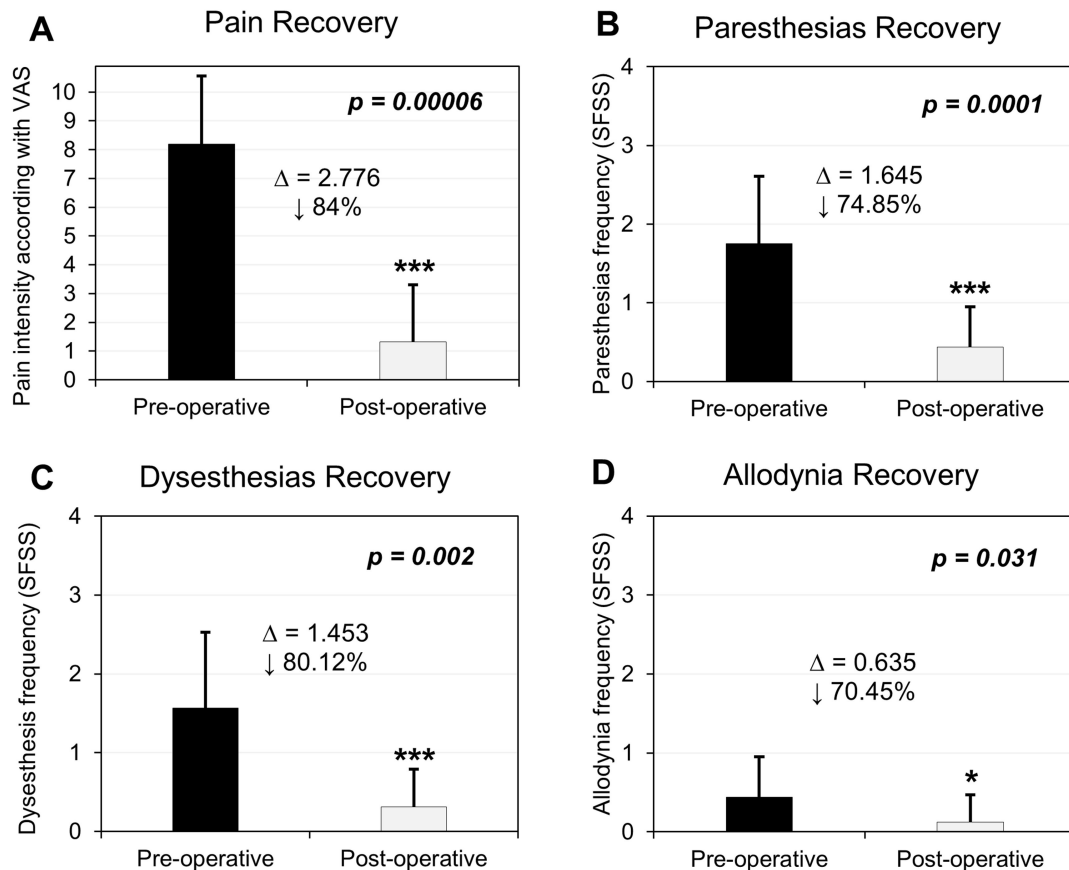 A
Pain Recovery
Pain intensity according with VAS
10
9
8
7
6
5
4
3
2
1
0
p = 0.00006
Δ = 2.776
↓ 84%
***
Pre-operative
Post-operative
B
Paresthesias Recovery
Paresthesias frequency (SFSS)
4
3
2
1
0
p = 0.0001
Δ = 1.645
↓ 74.85%
***
Pre-operative
Post-operative
C
Dysesthesias Recovery
Dysesthesis frequency (SFSS)
4
3
2
1
0
p = 0.002
Δ = 1.453
↓ 80.12%
***
Pre-operative
Post-operative
D
Allodynia Recovery
Allodynia frequency (SFSS)
4
3
2
1
0
p = 0.031
Δ = 0.635
↓ 70.45%
*
Pre-operative
Post-operative